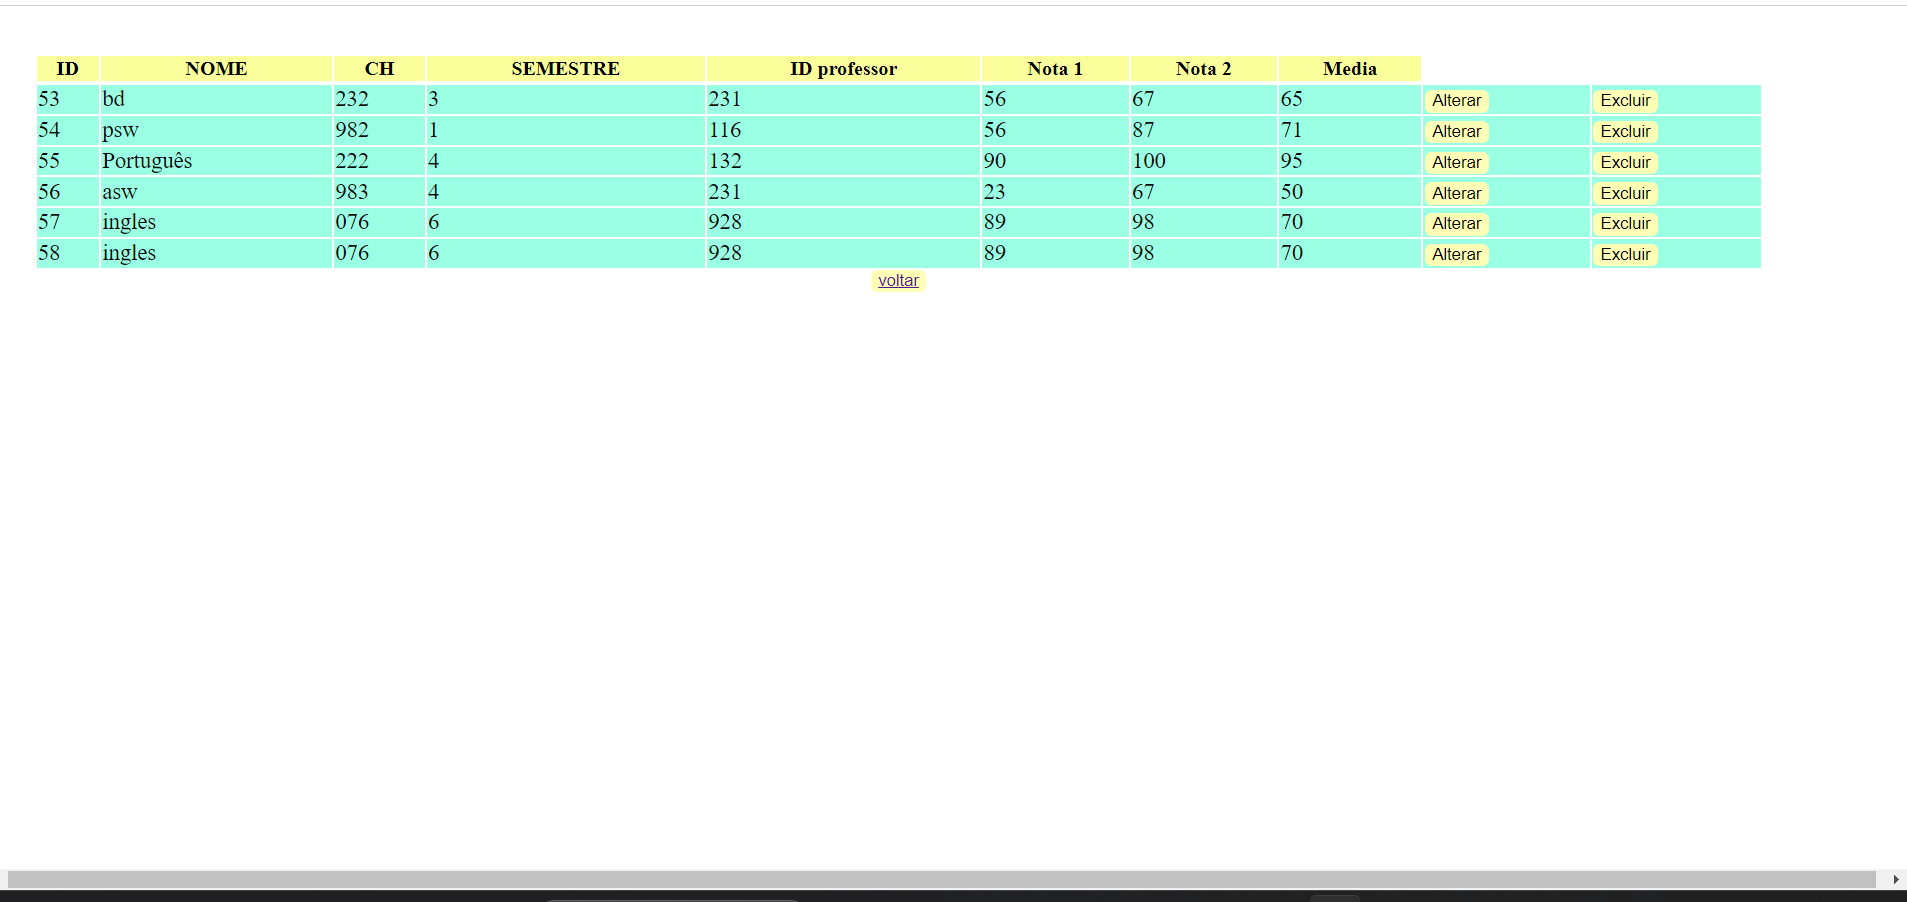 ID NOME CH SEMESTRE ID professor Nota 1 Nota 2 Media
53 bd 232 3 231 56 67 65 Alterar Excluir
54 psw 982 1 116 56 87 71 Alterar Excluir
55 Português 222 4 132 90 100 95 Alterar Excluir
56 asw 983 4 231 23 67 50 Alterar Excluir
57 ingles 076 6 928 89 98 70 Alterar Excluir
58 ingles 076 6 928 89 98 70 Alterar Excluir
voltar